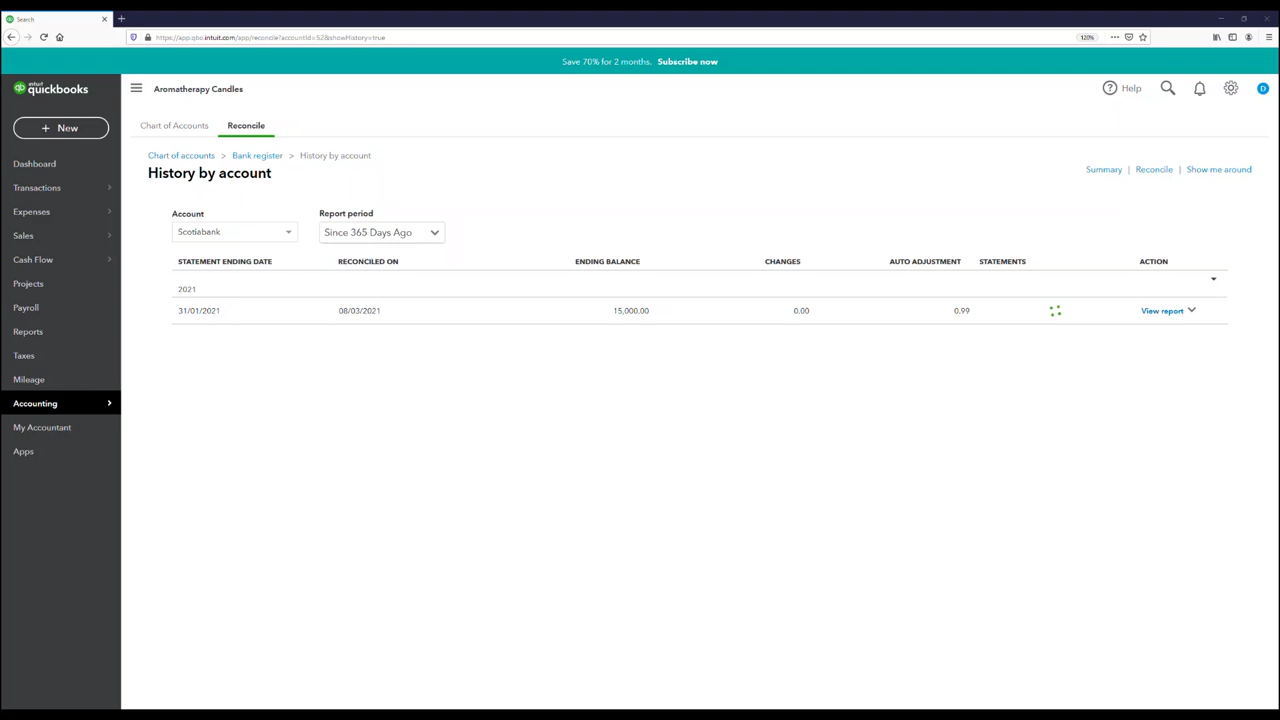 Search
https://app.qbo.intuit.com/app/reconcile?accountId=52&showHistory=true
120%
Save 70% for 2 months. Subscribe now
intuit quickbooks
Aromatherapy Candles
Help
D
+ New
Chart of Accounts Reconcile
Chart of accounts > Bank register > History by account
History by account
Summary | Reconcile | Show me around
Dashboard
Transactions
Expenses
Sales
Cash Flow
Projects
Payroll
Reports
Taxes
Mileage
Accounting
My Accountant
Apps
Account Report period
Scotiabank Since 365 Days Ago
STATEMENT ENDING DATE RECONCILED ON ENDING BALANCE CHANGES AUTO ADJUSTMENT STATEMENTS ACTION
2021
31/01/2021 08/03/2021 15,000.00 0.00 0.99 View report